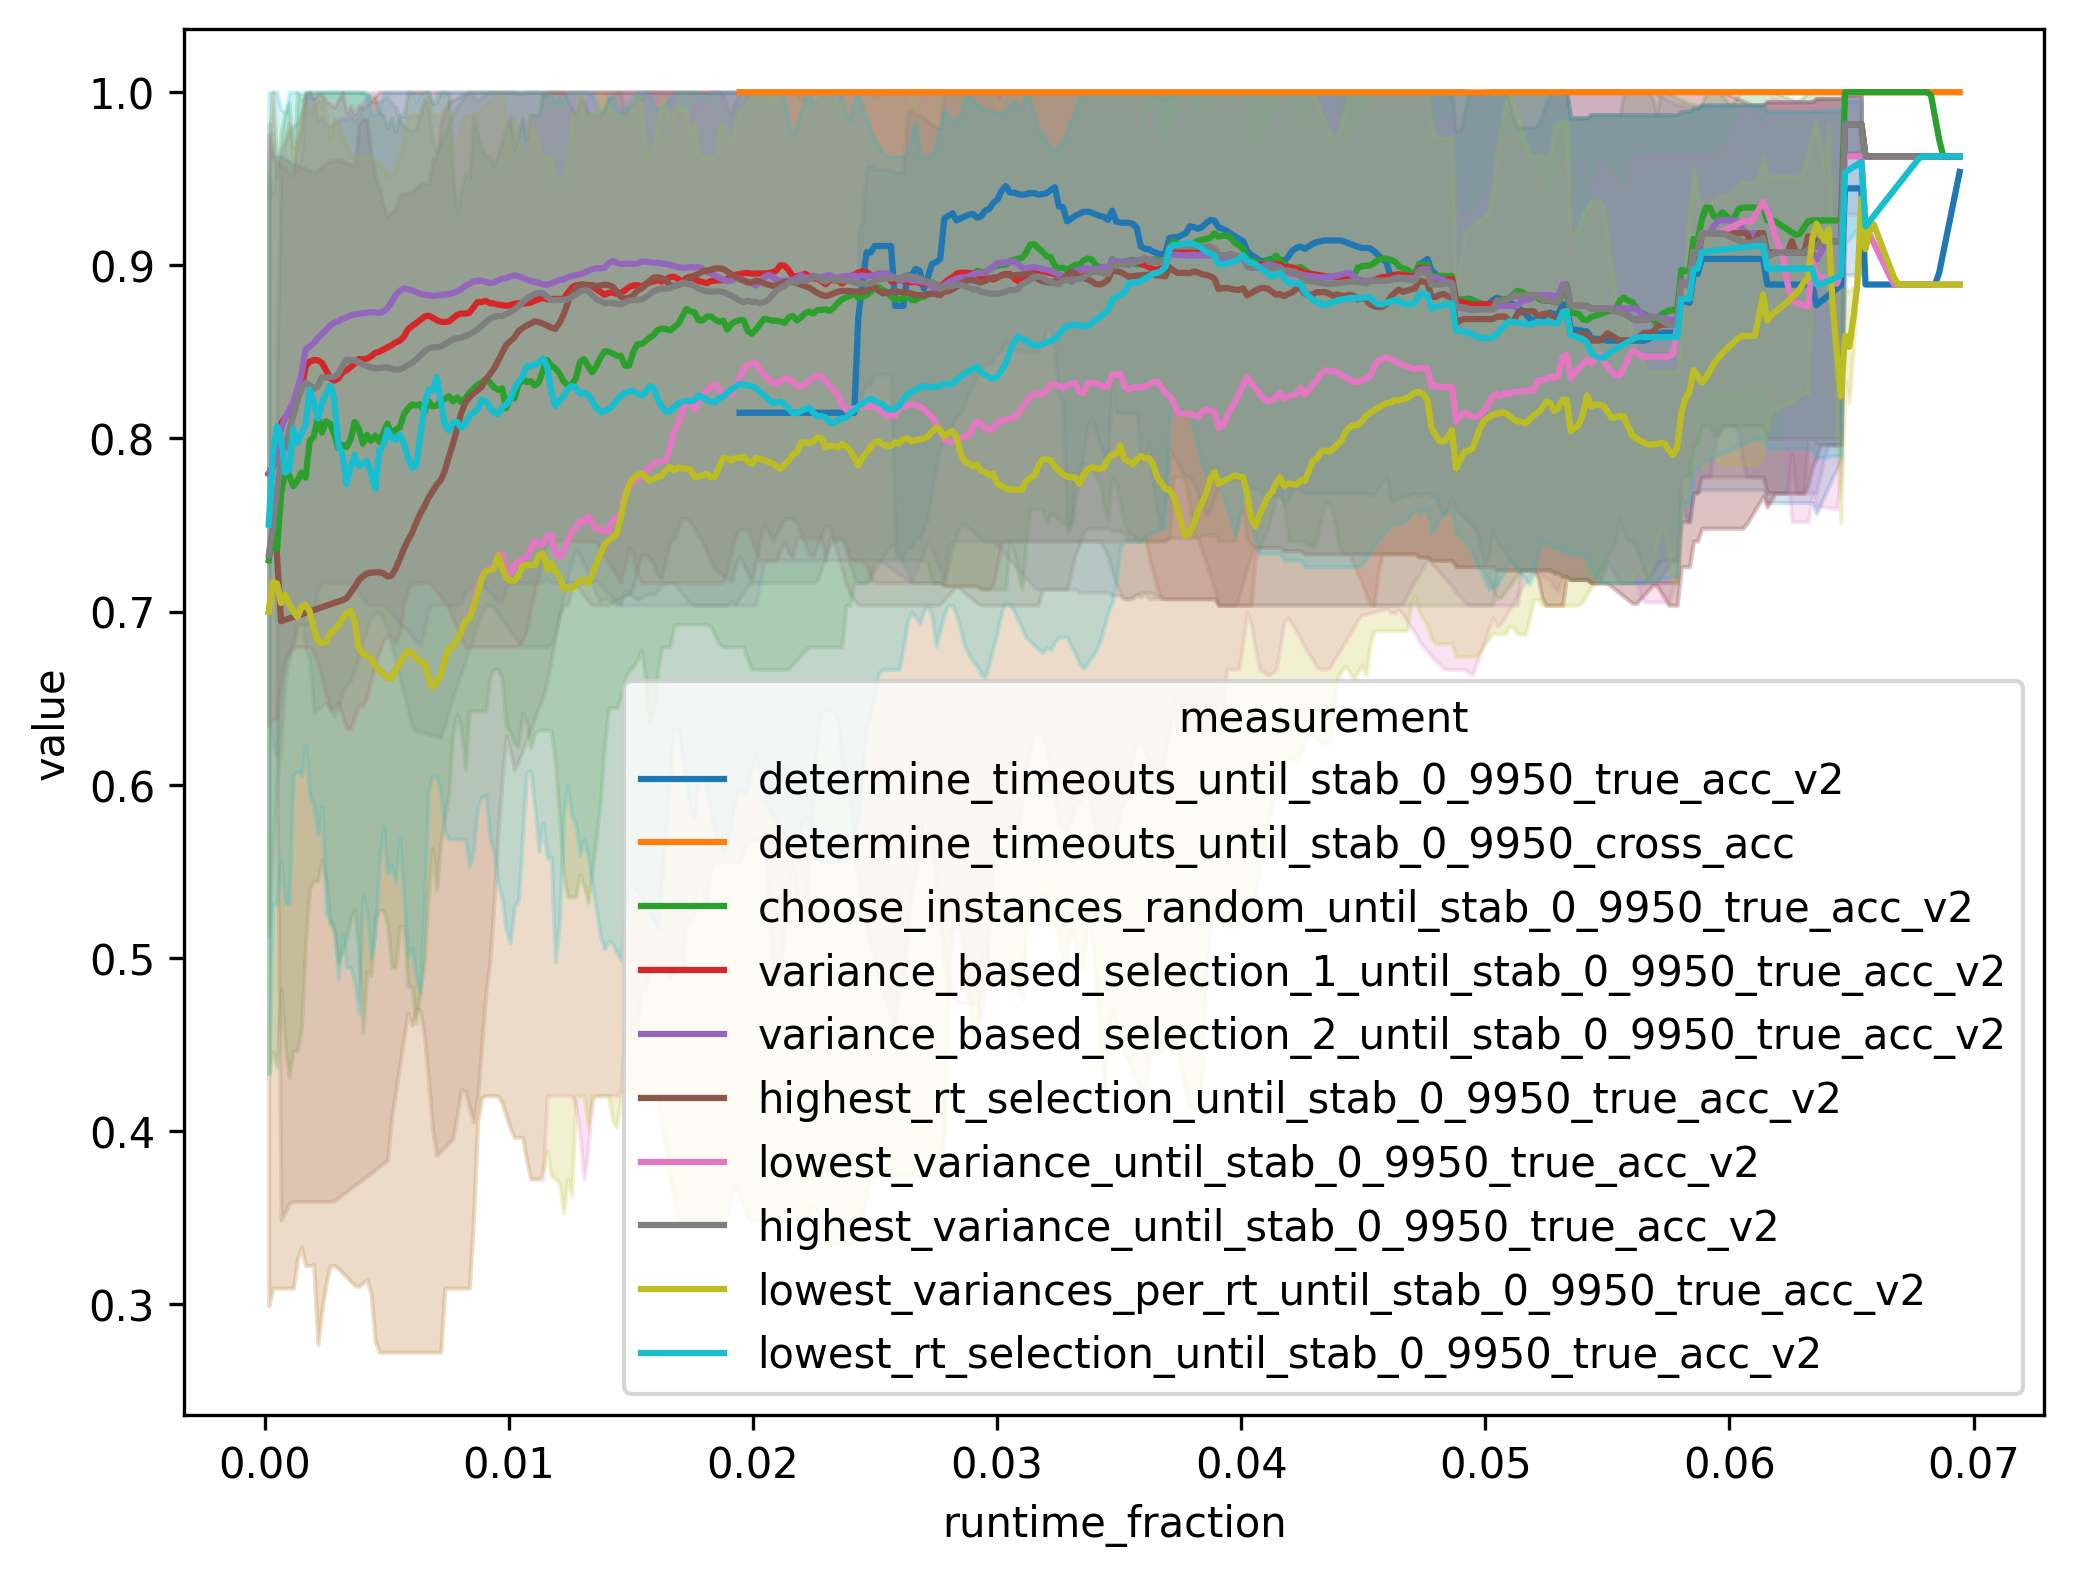 1.0
0.9
0.8
0.7
0.6
0.5
0.4
0.3
value
measurement
determine_timeouts_until_stab_0_9950_true_acc_v2
determine_timeouts_until_stab_0_9950_cross_acc
choose_instances_random_until_stab_0_9950_true_acc_v2
variance_based_selection_1_until_stab_0_9950_true_acc_v2
variance_based_selection_2_until_stab_0_9950_true_acc_v2
highest_rt_selection_until_stab_0_9950_true_acc_v2
lowest_variance_until_stab_0_9950_true_acc_v2
highest_variance_until_stab_0_9950_true_acc_v2
lowest_variances_per_rt_until_stab_0_9950_true_acc_v2
lowest_rt_selection_until_stab_0_9950_true_acc_v2
0.00 0.01 0.02 0.03 0.04 0.05 0.06 0.07
runtime_fraction